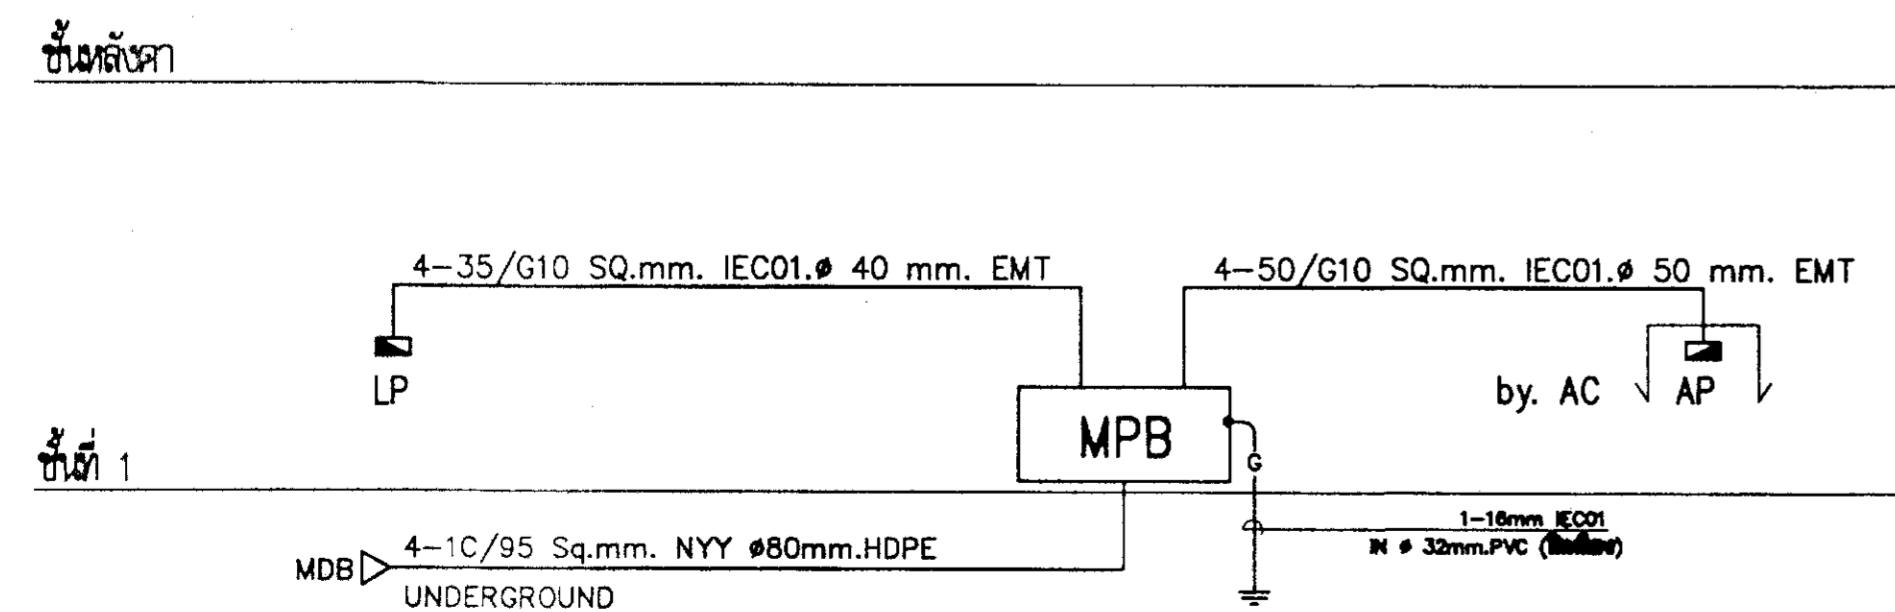 ชั้นหลังคา
4-35/G10 SQ.mm. IEC01.ø 40 mm. EMT
4-50/G10 SQ.mm. IEC01.ø 50 mm. EMT
LP
by. AC
AP
MPB
G
ชั้นที่ 1
1-16mm IEC01
IN ø 32mm.PVC
4-1C/95 Sq.mm. NYY ø80mm.HDPE
MDB
UNDERGROUND